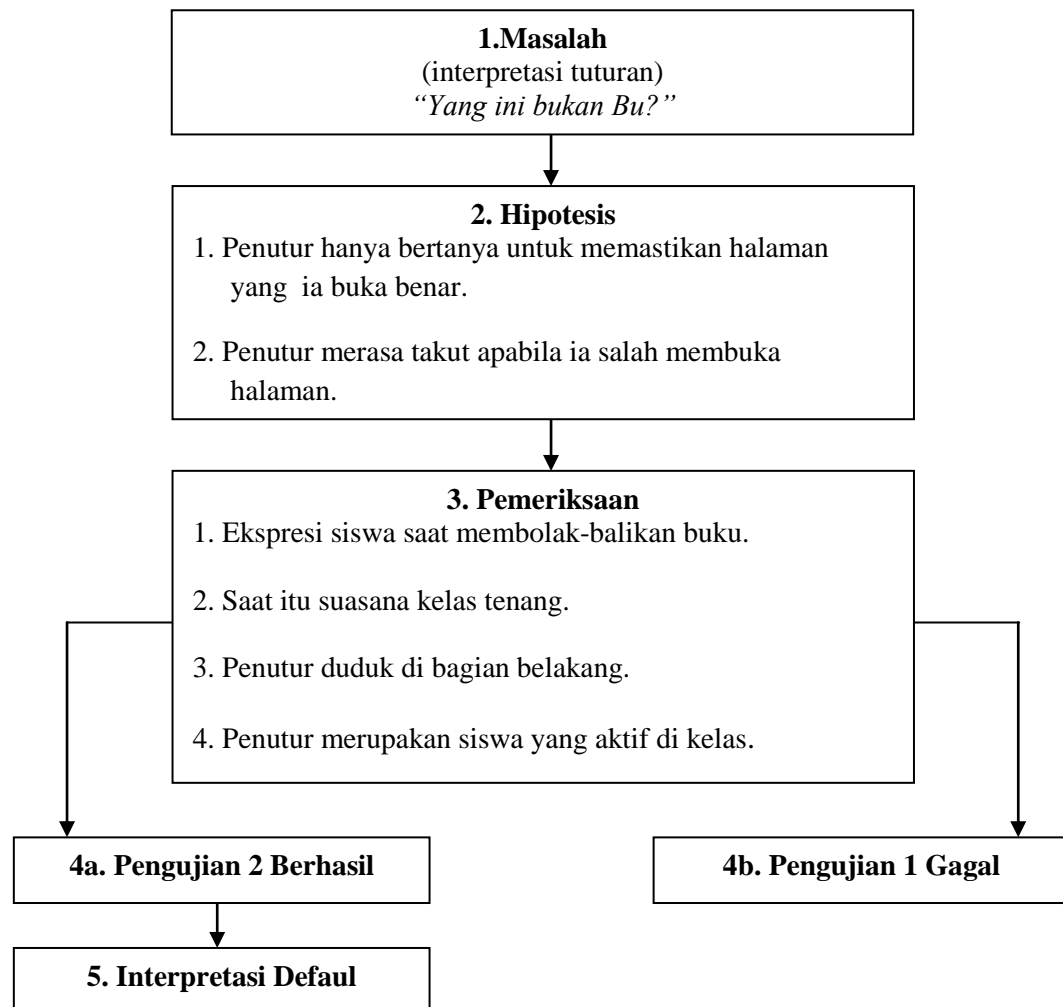 1.Masalah
(interpretasi tuturan)
“Yang ini bukan Bu?”
2. Hipotesis
1. Penutur hanya bertanya untuk memastikan halaman
yang ia buka benar.
2. Penutur merasa takut apabila ia salah membuka
halaman.
3. Pemeriksaan
1. Ekspresi siswa saat membolak-balikan buku.
2. Saat itu suasana kelas tenang.
3. Penutur duduk di bagian belakang.
4. Penutur merupakan siswa yang aktif di kelas.
4a. Pengujian 2 Berhasil
4b. Pengujian 1 Gagal
5. Interpretasi Defaul